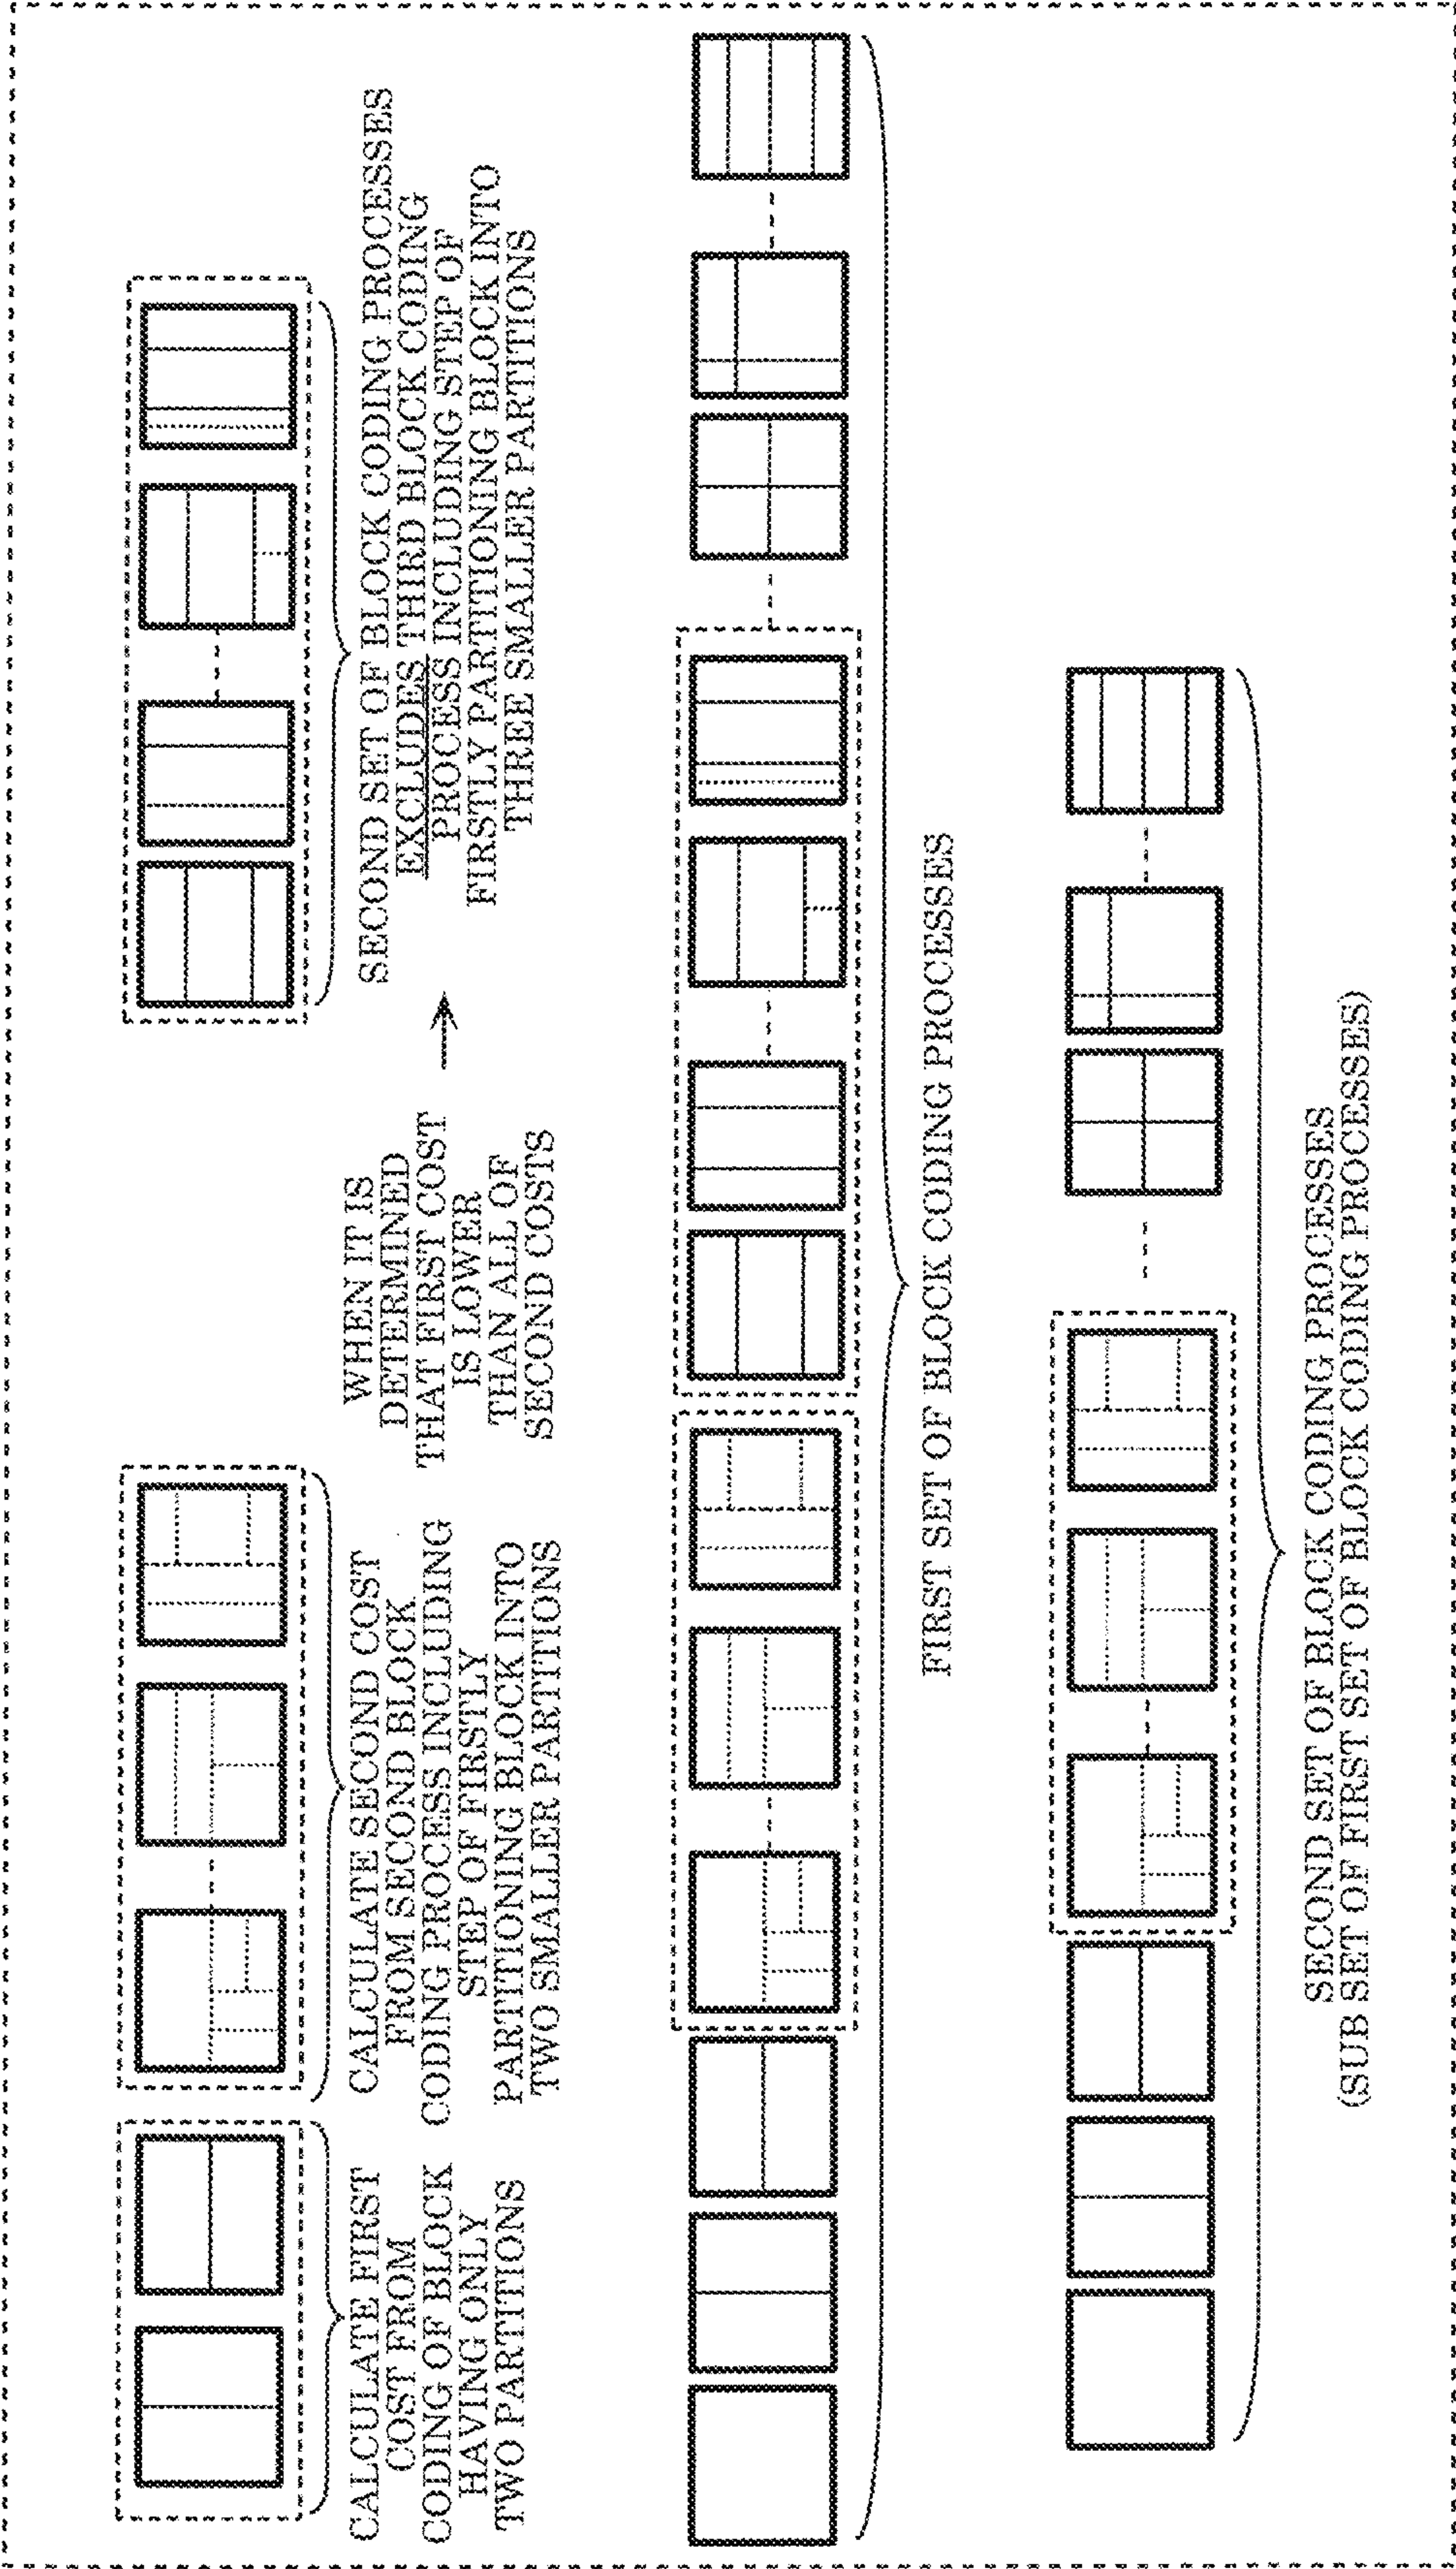 CALCULATE FIRST
COST FROM
CODING OF BLOCK
HAVING ONLY
TWO PARTITIONS
CALCULATE SECOND COST
FROM SECOND BLOCK
CODING PROCESS INCLUDING
STEP OF FIRSTLY
PARTITIONING BLOCK INTO
TWO SMALLER PARTITIONS
WHEN IT IS
DETERMINED
THAT FIRST COST
IS LOWER
THAN ALL OF
SECOND COSTS
SECOND SET OF BLOCK CODING PROCESSES
EXCLUDES THIRD BLOCK CODING
PROCESS INCLUDING STEP OF
FIRSTLY PARTITIONING BLOCK INTO
THREE SMALLER PARTITIONS
FIRST SET OF BLOCK CODING PROCESSES
SECOND SET OF BLOCK CODING PROCESSES
(SUB SET OF FIRST SET OF BLOCK CODING PROCESSES)